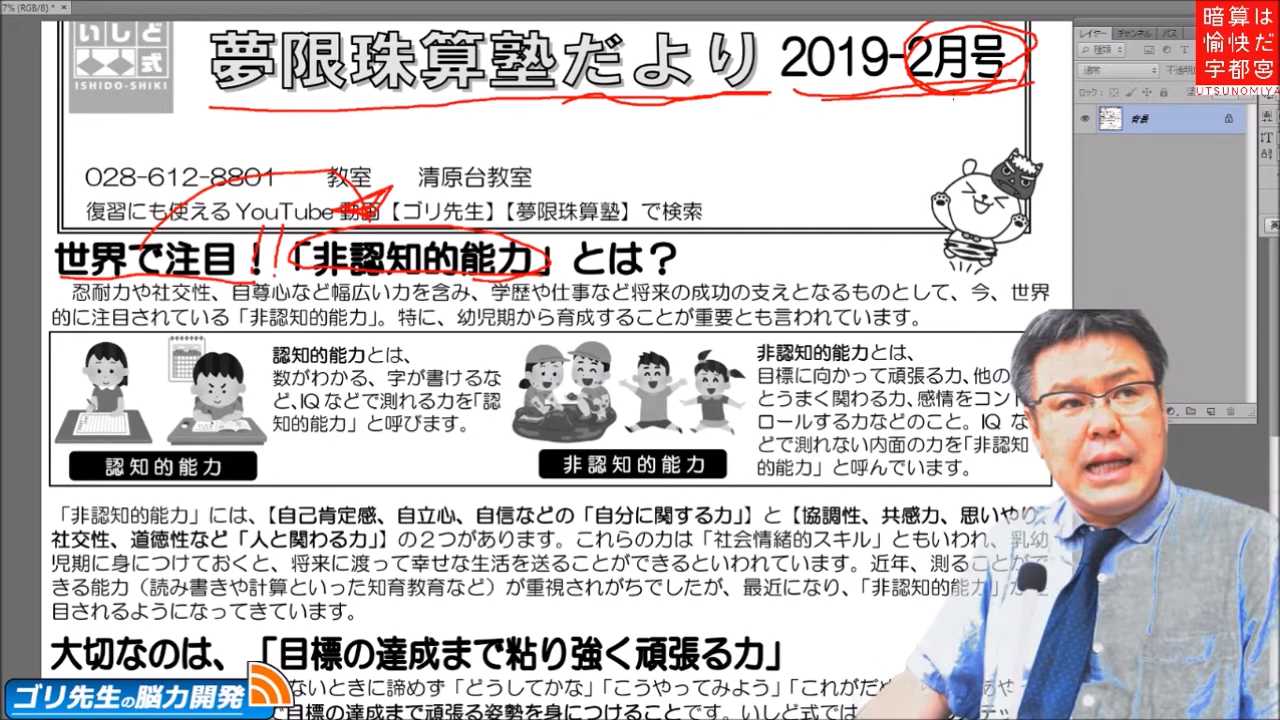 7% (RGB/8) *
いしど式
ISHIDO-SHIKI
夢限珠算塾だより 2019-2月号
暗算は
愉快だ
宇都宮
UTSUNOMIYA
レイヤー チャンネル パス
種類
通常
ロック:
背景
028-612-8801 教室 清原台教室
復習にも使える YouTube 動画【ゴリ先生】【夢限珠算塾】で検索
世界で注目!!「非認知的能力」とは?
忍耐力や社交性、自尊心など幅広い力を含み、学歴や仕事など将来の成功の支えとなるものとして、今、世界
的に注目されている「非認知的能力」。特に、幼児期から育成することが重要とも言われています。
認知的能力とは、
数がわかる、字が書けるな
ど、IQなどで測れる力を「認
知的能力」と呼びます。
認知的能力
非認知的能力とは、
目標に向かって頑張る力、他の
とうまく関わる力、感情をコント
ロールする力などのこと。IQ な
どで測れない内面の力を「非認知
的能力」と呼んでいます。
非認知的能力
「非認知的能力」には、【自己肯定感、自立心、自信などの「自分に関する力」】と【協調性、共感力、思いやり、
社交性、道徳性など「人と関わる力」】の2つがあります。これらの力は「社会情緒的スキル」ともいわれ、乳幼
児期に身につけておくと、将来に渡って幸せな生活を送ることができるといわれています。近年、測ることがで
きる能力(読み書きや計算といった知育教育など)が重視されがちでしたが、最近になり、「非認知的能力」が
目されるようになってきています。
大切なのは、「目標の達成まで粘り強く頑張る力」
ないときに諦めず「どうしてかな」「こうやってみよう」「これがだめ
で目標の達成まで頑張る姿勢を身につけることです。いしど式では
ゴリ先生の脳力開発